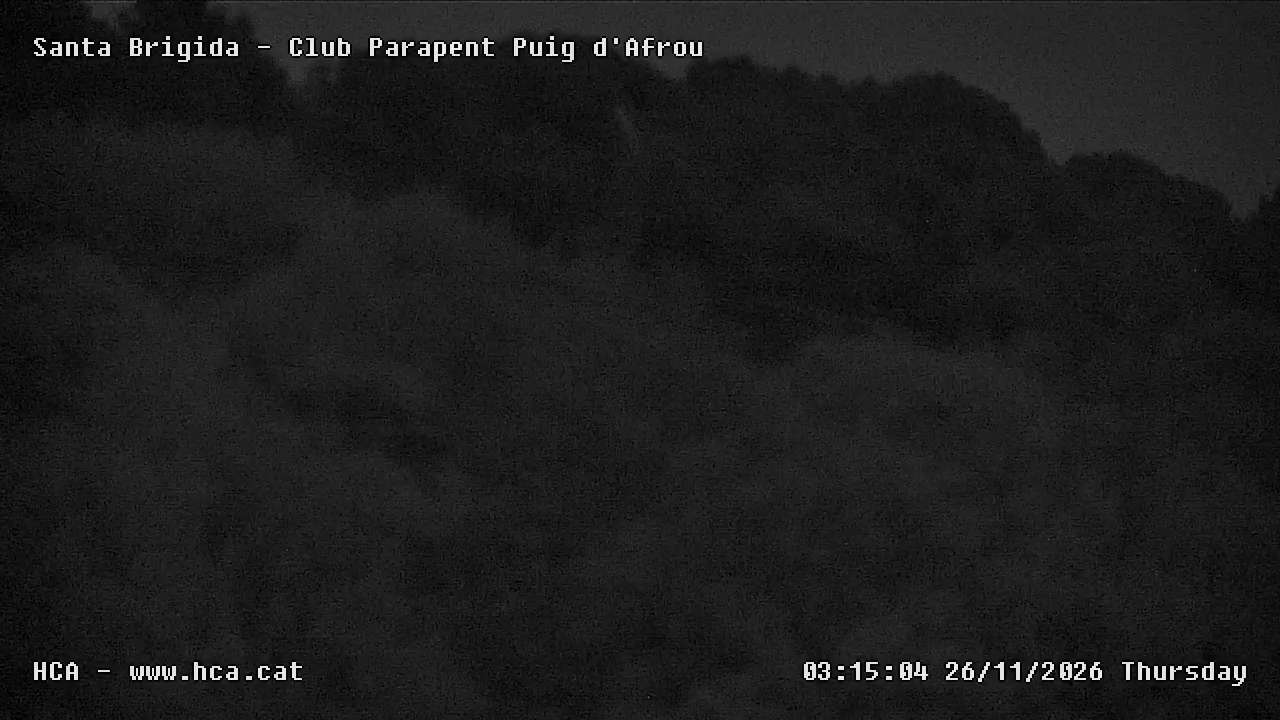 Santa Brigida - Club Parapent Puig d'Afrou
HCA - www.hca.cat
03:15:04 26/11/2026 Thursday